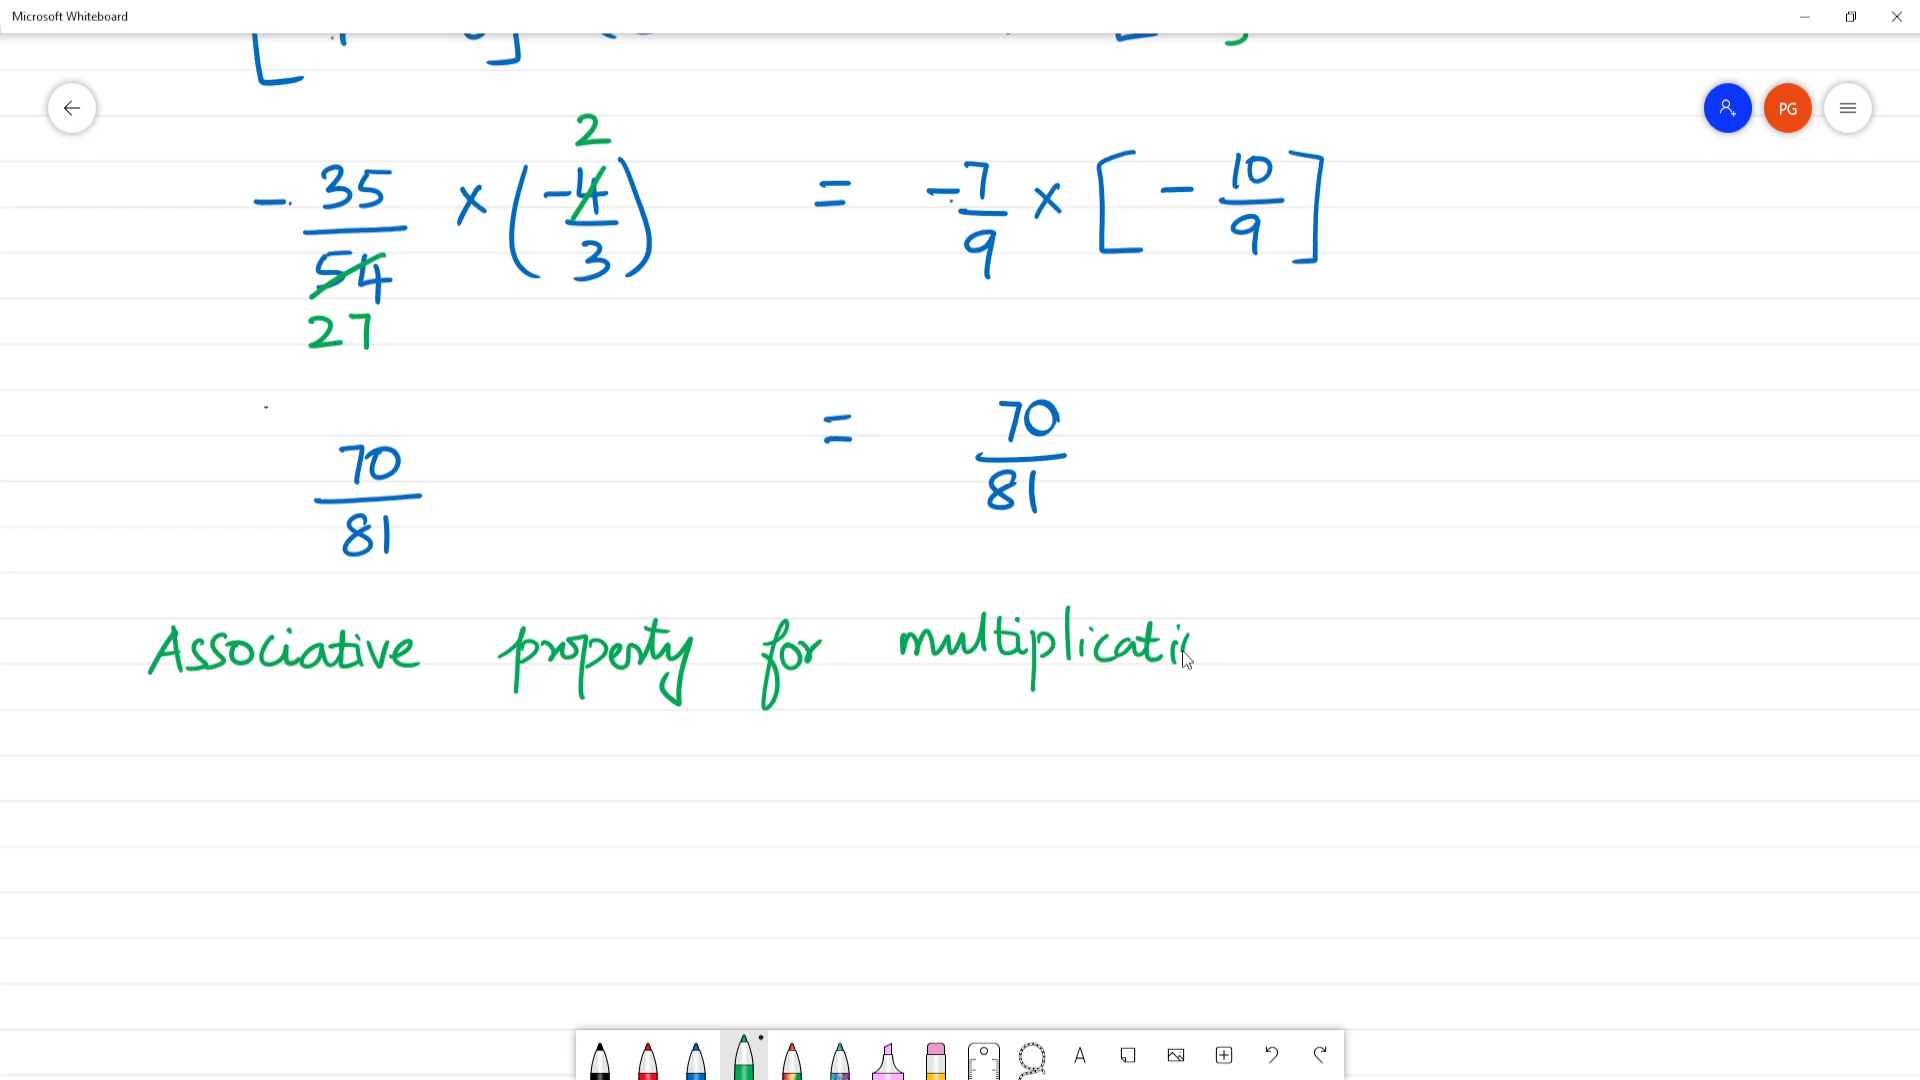 Microsoft Whiteboard
PG
2
- 35/54 × (-4/3) = -7/9 × [-10/9]
27
70/81 = 70/81
Associative property for multiplicati
A